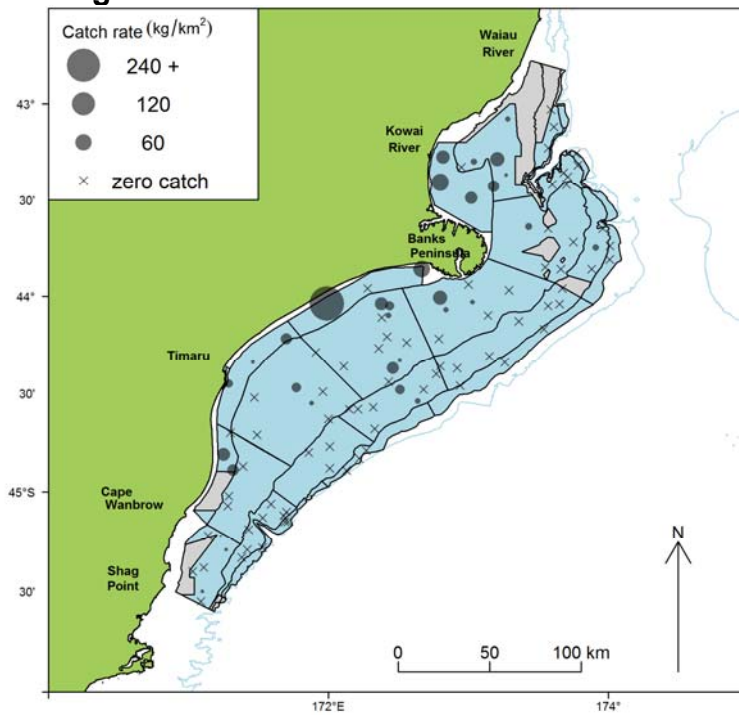 Catch rate (kg/km²)
240 +
120
60
× zero catch
Waiau
River
43°
Kowai
River
30'
Banks
Peninsula
44°
Timaru
30'
45°S
Cape
Wanbrow
N
Shag
Point
30'
0 50 100 km
172°E 174°